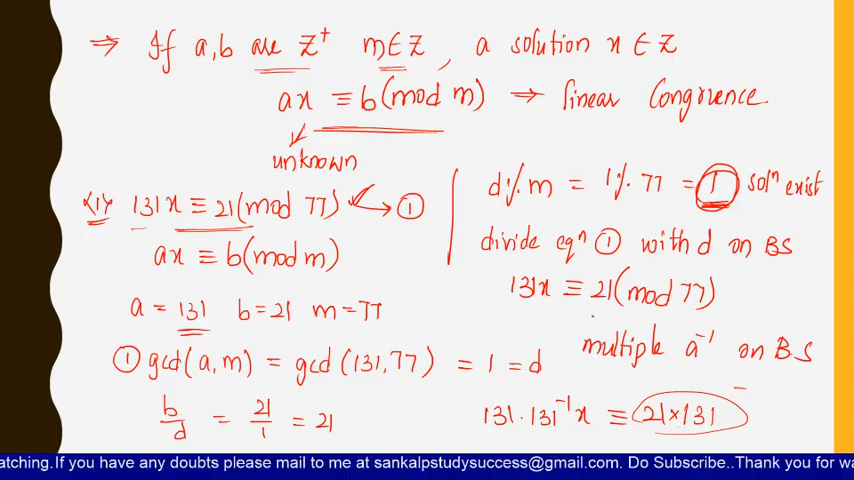 ⇒ If a,b are Z⁺ m∈Z, a solution x∈Z
ax ≡ b(mod m) ⇒ linear Congruence.
unknown
131x ≡ 21(mod 77) → ①
ax ≡ b(mod m)
a = 131 b=21 m=77
① gcd(a,m) = gcd(131,77) = 1 = d
b/d = 21/1 = 21
d % m = 1 % 77 = 1 solⁿ exist
divide eqⁿ ① with d on BS
131x ≡ 21(mod 77)
multiple a⁻¹ on B.S
131·131⁻¹x ≡ 21×131
atching.If you have any doubts please mail to me at sankalpstudysuccess@gmail.com. Do Subscribe..Thank you for wa